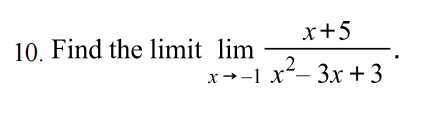 10. Find the limit lim x→−1 (x+5)/(x²− 3x + 3).